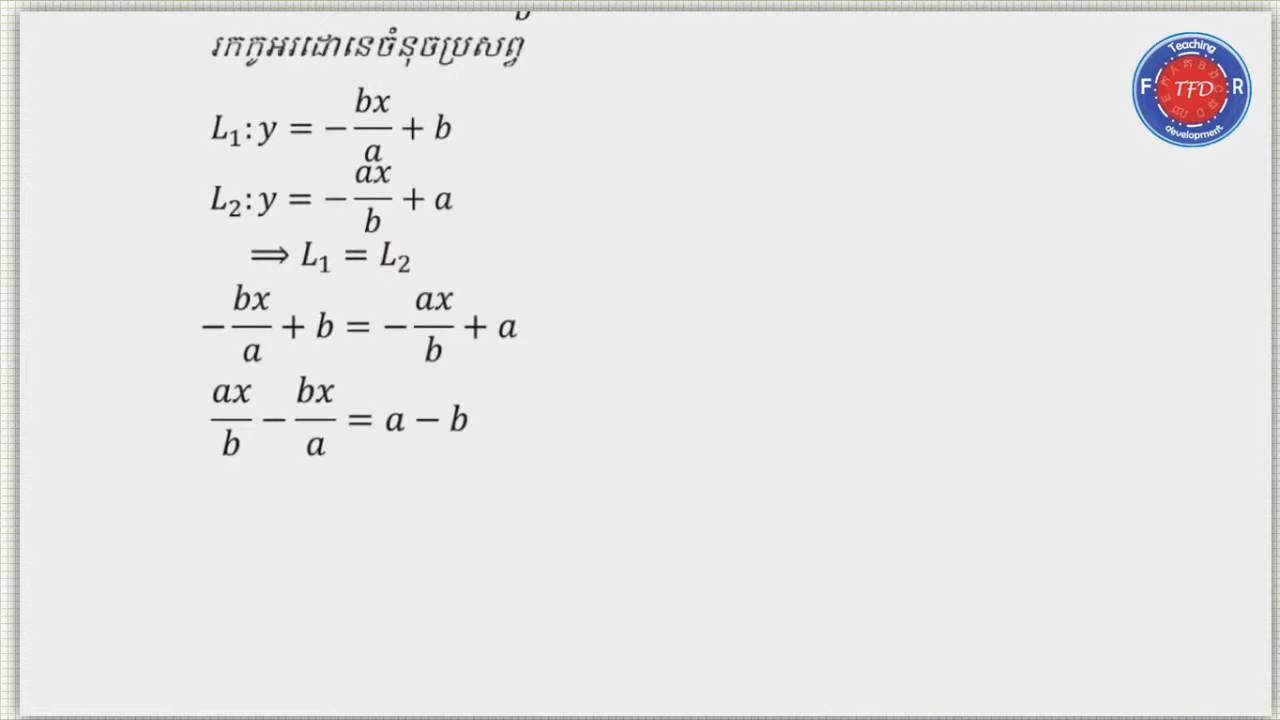 រកកូអរដោនេចំនុចប្រសព្វ
L₁: y = −bx/a + b
L₂: y = −ax/b + a
⟹ L₁ = L₂
−bx/a + b = −ax/b + a
ax/b − bx/a = a − b
Teaching
F TFD R
development